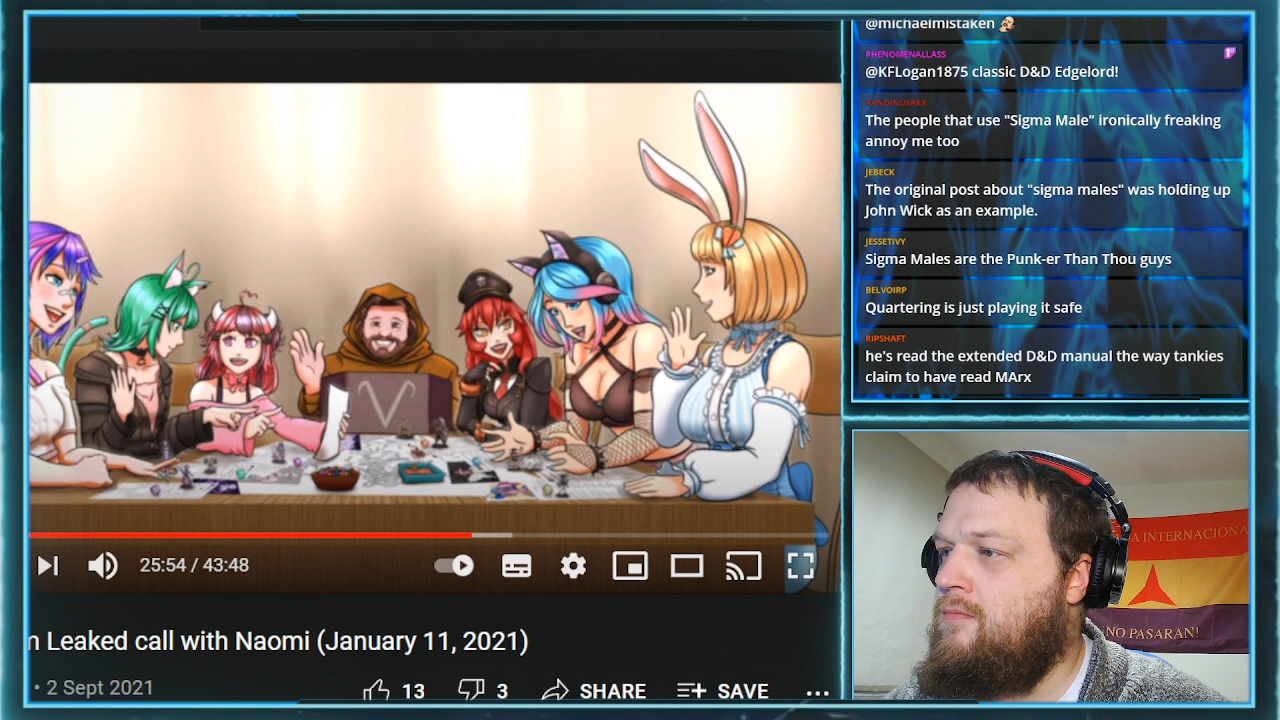 @michaelmistaken
PHENOMENALLASS
@KFLogan1875 classic D&D Edgelord!
The people that use "Sigma Male" ironically freaking
annoy me too
JEBECK
The original post about "sigma males" was holding up
John Wick as an example.
JESSETIVY
Sigma Males are the Punk-er Than Thou guys
BELVOIRP
Quartering is just playing it safe
RIPSHAFT
he's read the extended D&D manual the way tankies
claim to have read MArx
25:54 / 43:48
Leaked call with Naomi (January 11, 2021)
• 2 Sept 2021
13
3
SHARE
SAVE
INTERNACIONA
NO PASARAN!